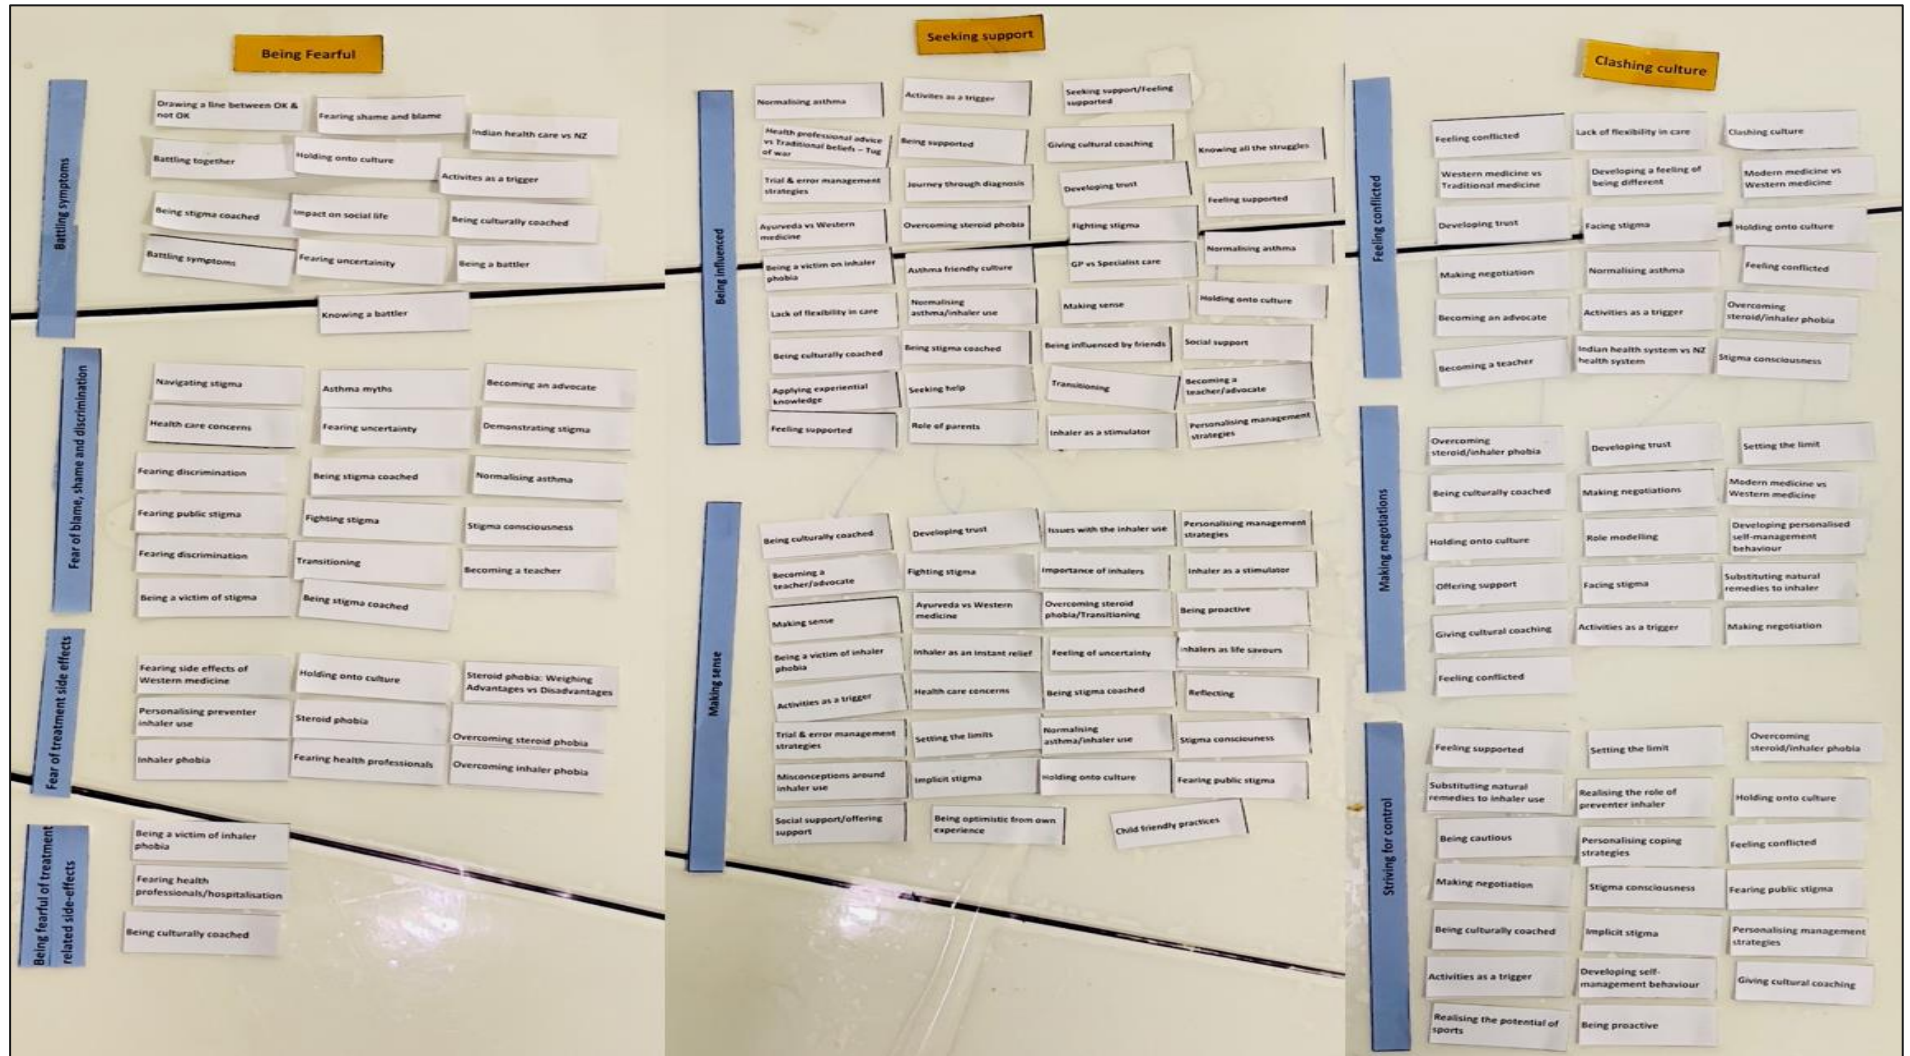 Being Fearful
Battling symptoms
Drawing a line between OK &
not OK
Fearing shame and blame
Indian health care vs NZ
Battling together
Holding onto culture
Activites as a trigger
Being stigma coached
Impact on social life
Being culturally coached
Battling symptoms
Fearing uncertainity
Being a battler
Knowing a battler
Fear of blame, shame and discrimination
Navigating stigma
Asthma myths
Becoming an advocate
Health care concerns
Fearing uncertainty
Demonstrating stigma
Fearing discrimination
Being stigma coached
Normalising asthma
Fearing public stigma
Fighting stigma
Stigma consciousness
Fearing discrimination
Transitioning
Becoming a teacher
Being a victim of stigma
Being stigma coached
Fear of treatment side effects
Fearing side effects of
Western medicine
Holding onto culture
Steroid phobia: Weighing
Advantages vs Disadvantages
Personalising preventer
inhaler use
Steroid phobia
Overcoming steroid phobia
Inhaler phobia
Fearing health professionals
Overcoming inhaler phobia
Being fearful of treatment
related side-effects
Being a victim of inhaler
phobia
Fearing health
professionals/hospitalisation
Being culturally coached
Seeking support
Being influenced
Normalising asthma
Activites as a trigger
Seeking support/Feeling
supported
Health professional advice
vs Traditional beliefs – Tug
of war
Being supported
Giving cultural coaching
Knowing all the struggles
Trial & error management
strategies
Journey through diagnosis
Developing trust
Feeling supported
Ayurveda vs Western
medicine
Overcoming steroid phobia
Fighting stigma
Normalising asthma
Being a victim on inhaler
phobia
Asthma friendly culture
GP vs Specialist care
Holding onto culture
Lack of flexibility in care
Normalising
asthma/inhaler use
Making sense
Social support
Being culturally coached
Being stigma coached
Being influenced by friends
Becoming a
teacher/advocate
Applying experiential
knowledge
Seeking help
Transitioning
Personalising management
strategies
Feeling supported
Role of parents
Inhaler as a stimulator
Making sense
Being culturally coached
Developing trust
Issues with the inhaler use
Personalising management
strategies
Becoming a
teacher/advocate
Fighting stigma
Importance of inhalers
Inhaler as a stimulator
Making sense
Ayurveda vs Western
medicine
Overcoming steroid
phobia/Transitioning
Being proactive
Being a victim of inhaler
phobia
Inhaler as an instant relief
Feeling of uncertainty
Inhalers as life savours
Activities as a trigger
Health care concerns
Being stigma coached
Reflecting
Trial & error management
strategies
Setting the limits
Normalising
asthma/inhaler use
Stigma consciouness
Misconceptions around
inhaler use
Implicit stigma
Holding onto culture
Fearing public stigma
Social support/offering
support
Being optimistic from own
experience
Child friendly practices
Clashing culture
Feeling conflicted
Feeling conflicted
Lack of flexibility in care
Clashing culture
Western medicine vs
Traditional medicine
Developing a feeling of
being different
Modern medicine vs
Western medicine
Developing trust
Facing stigma
Holding onto culture
Making negotiation
Normalising asthma
Feeling conflicted
Becoming an advocate
Activities as a trigger
Overcoming
steroid/inhaler phobia
Becoming a teacher
Indian health system vs NZ
health system
Stigma consciousness
Making negotiations
Overcoming
steroid/inhaler phobia
Developing trust
Setting the limit
Being culturally coached
Making negotiations
Modern medicine vs
Western medicine
Holding onto culture
Role modelling
Developing personalised
self-management
behaviour
Offering support
Facing stigma
Substituting natural
remedies to inhaler
Giving cultural coaching
Activities as a trigger
Making negotiation
Feeling conflicted
Striving for control
Feeling supported
Setting the limit
Overcoming
steroid/inhaler phobia
Substituting natural
remedies to inhaler use
Realising the role of
preventer inhaler
Holding onto culture
Being cautious
Personalising coping
strategies
Feeling conflicted
Making negotiation
Stigma consciousness
Fearing public stigma
Being culturally coached
Implicit stigma
Personalising management
strategies
Activities as a trigger
Developing self-
management behaviour
Giving cultural coaching
Realising the potential of
sports
Being proactive